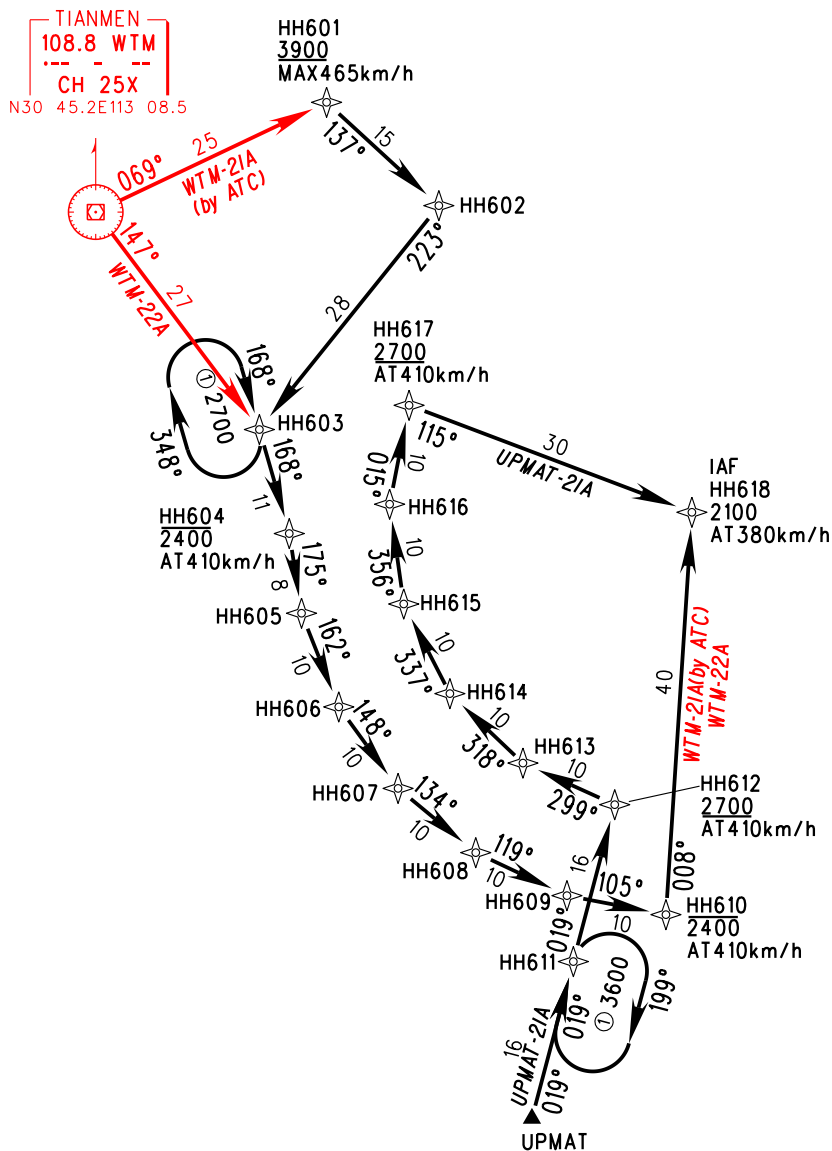 TIANMEN
108.8 WTM
CH 25X
N30 45.2E113 08.5
HH601
3900
MAX465km/h
069°
25
WTM-21A
(by ATC)
137°
15
HH602
223°
28
147°
27
WTM-22A
HH617
2700
AT410km/h
168°
① 2700
348°
HH603
168°
11
115°
30
UPMAT-21A
IAF
HH618
2100
AT380km/h
015°
10
HH616
HH604
2400
AT410km/h
175°
8
356°
10
HH605
HH615
162°
10
337°
10
HH606
HH614
148°
10
318°
10
HH607
HH613
134°
10
299°
10
HH612
2700
AT410km/h
40
WTM-21A(by ATC)
WTM-22A
HH608
119°
10
16
HH609
105°
10
008°
HH610
2400
AT410km/h
019°
HH611
019°
① 3600
199°
16
UPMAT-21A
019°
UPMAT